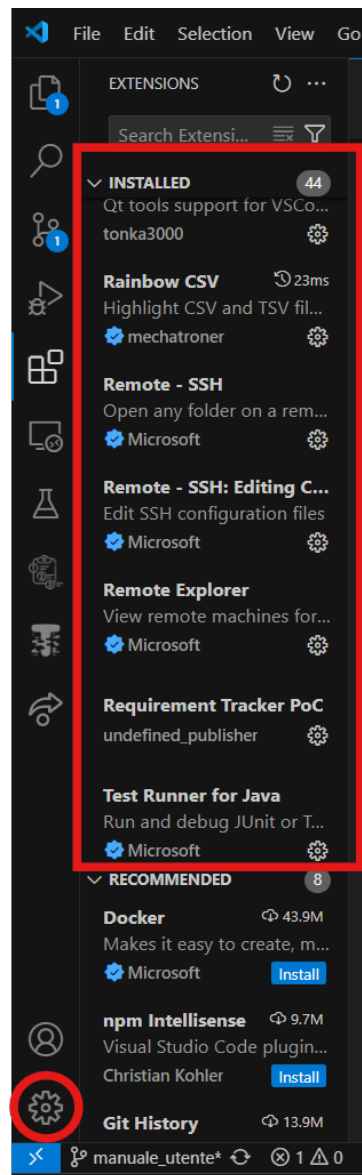 File Edit Selection View Go
EXTENSIONS
1
Search Extensi...
INSTALLED 44
Qt tools support for VSCo...
tonka3000
1
Rainbow CSV 23ms
Highlight CSV and TSV fil...
mechatroner
Remote - SSH
Open any folder on a rem...
Microsoft
Remote - SSH: Editing C...
Edit SSH configuration files
Microsoft
Remote Explorer
View remote machines for...
Microsoft
Requirement Tracker PoC
undefined_publisher
Test Runner for Java
Run and debug JUnit or T...
Microsoft
RECOMMENDED 8
Docker 43.9M
Makes it easy to create, m...
Microsoft Install
npm Intellisense 9.7M
Visual Studio Code plugin...
Christian Kohler Install
Git History 13.9M
manuale_utente* 1 0